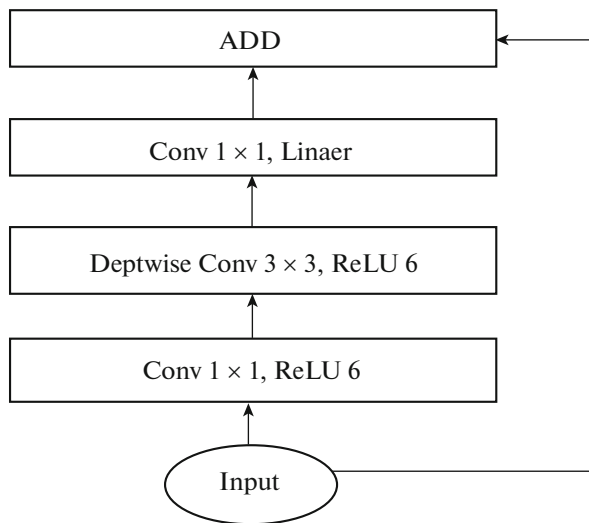 ADD
Conv 1 × 1, Linaer
Deptwise Conv 3 × 3, ReLU 6
Conv 1 × 1, ReLU 6
Input